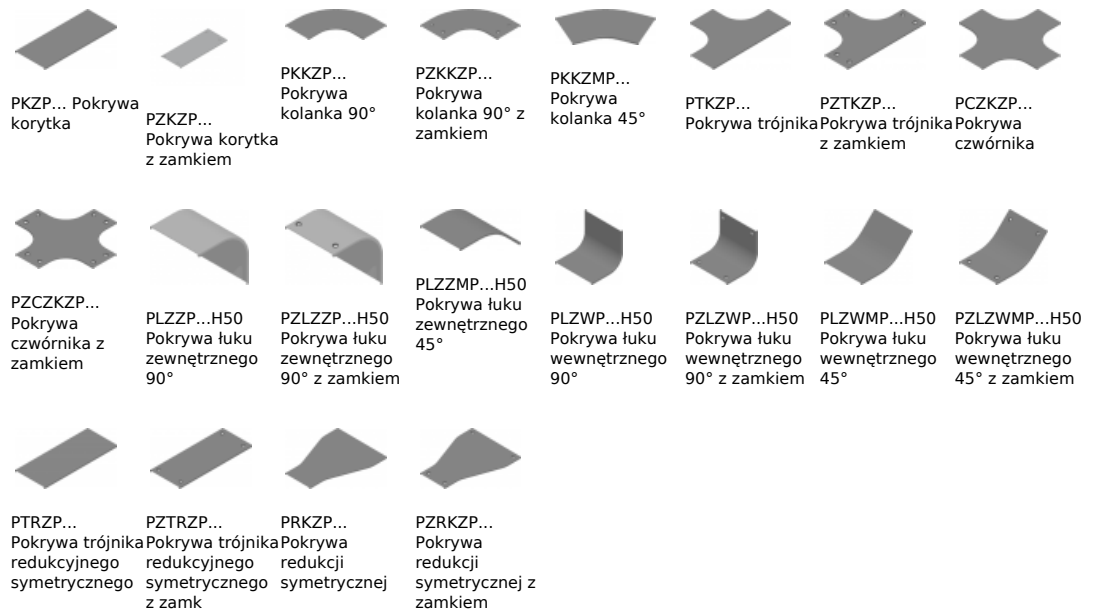 PKZP... Pokrywa
korytka
PZKZP...
Pokrywa korytka
z zamkiem
PKKZP...
Pokrywa
kolanka 90°
PZKKZP...
Pokrywa
kolanka 90° z
zamkiem
PKKZMP...
Pokrywa
kolanka 45°
PTKZP...
Pokrywa trójnika
PZTKZP...
Pokrywa trójnika
z zamkiem
PCZKZP...
Pokrywa
czwórnika
PZCZKZP...
Pokrywa
czwórnika z
zamkiem
PLZZP...H50
Pokrywa łuku
zewnętrznego
90°
PZLZZP...H50
Pokrywa łuku
zewnętrznego
90° z zamkiem
PLZZMP...H50
Pokrywa łuku
zewnętrznego
45°
PLZWP...H50
Pokrywa łuku
wewnętrznego
90°
PZLZWP...H50
Pokrywa łuku
wewnętrznego
90° z zamkiem
PLZWMP...H50
Pokrywa łuku
wewnętrznego
45°
PZLZWMP...H50
Pokrywa łuku
wewnętrznego
45° z zamkiem
PTRZP...
Pokrywa trójnika
redukcyjnego
symetrycznego
PZTRZP...
Pokrywa trójnika
redukcyjnego
symetrycznego
z zamk
PRKZP...
Pokrywa
redukcji
symetrycznej
PZRKZP...
Pokrywa
redukcji
symetrycznej z
zamkiem